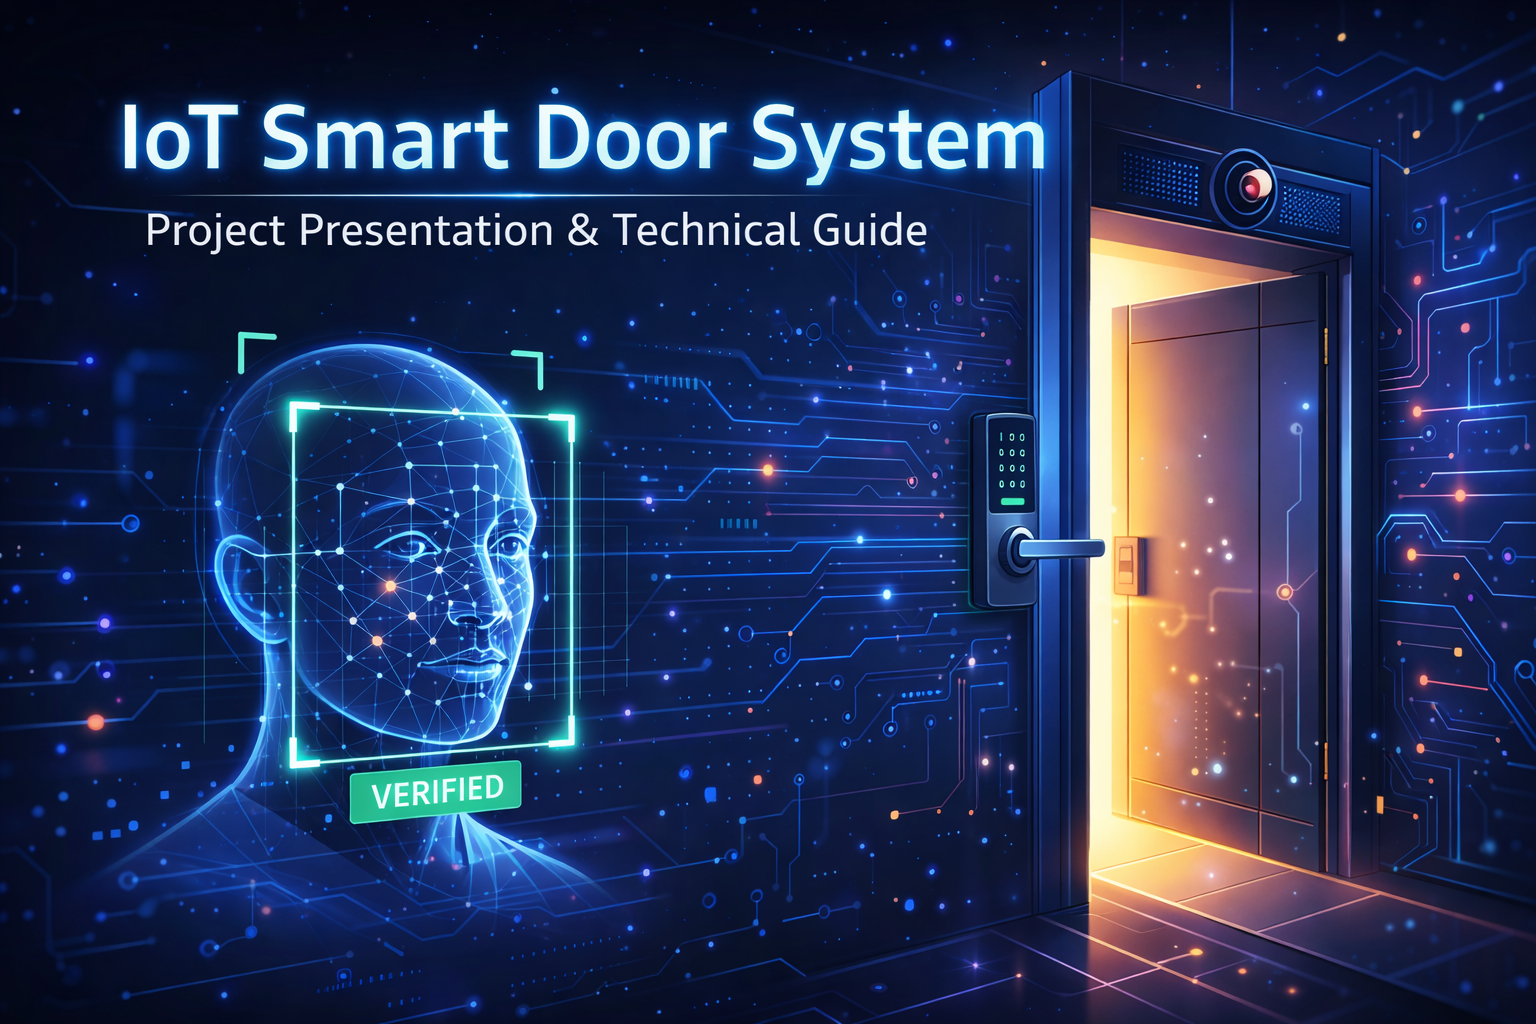 IoT Smart Door System
Project Presentation & Technical Guide
VERIFIED